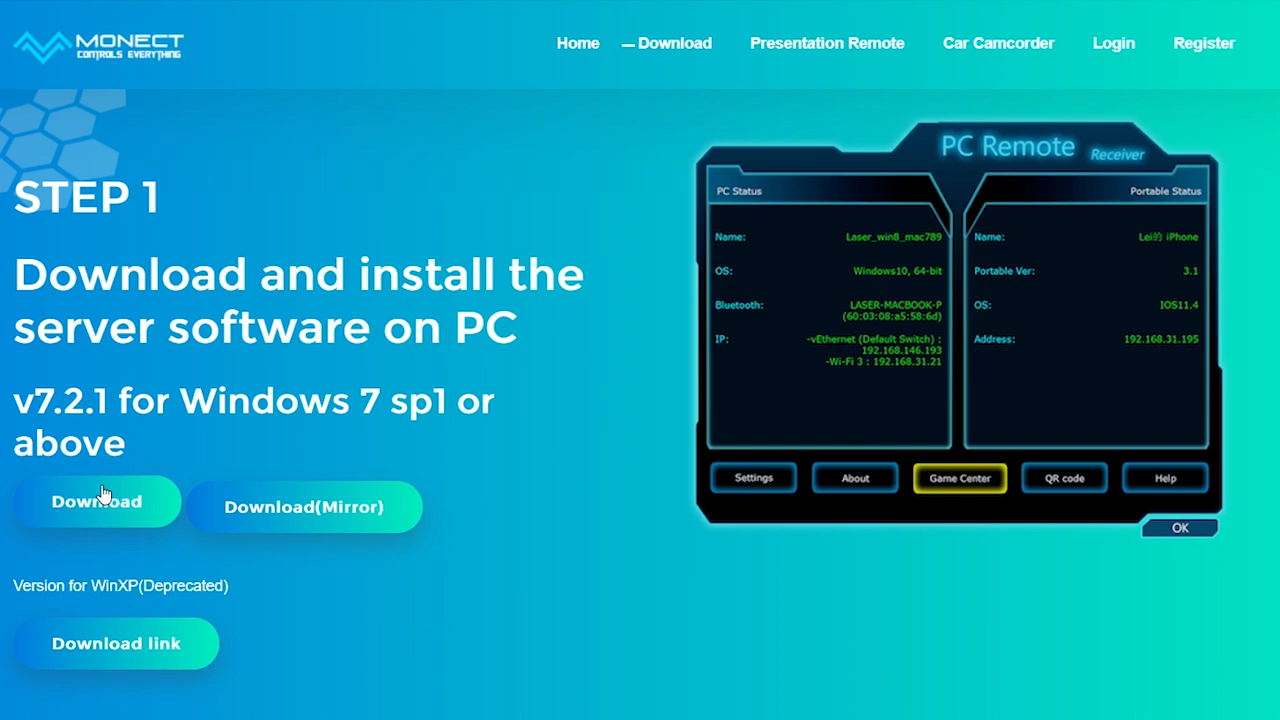 MONECT
CONTROLS EVERYTHING
Home
Download
Presentation Remote
Car Camcorder
Login
Register
STEP 1
Download and install the
server software on PC
v7.2.1 for Windows 7 sp1 or
above
Download
Download(Mirror)
Version for WinXP(Deprecated)
Download link
PC Remote Receiver
PC Status
Name: Laser_win8_mac789
OS: Windows10, 64-bit
Bluetooth: LASER-MACBOOK-P
(60:03:08:a5:58:6d)
IP: -vEthernet (Default Switch) :
192.168.146.193
-Wi-Fi 3 : 192.168.31.21
Portable Status
Name: Lei的 iPhone
Portable Ver: 3.1
OS: IOS11.4
Address: 192.168.31.195
Settings
About
Game Center
QR code
Help
OK